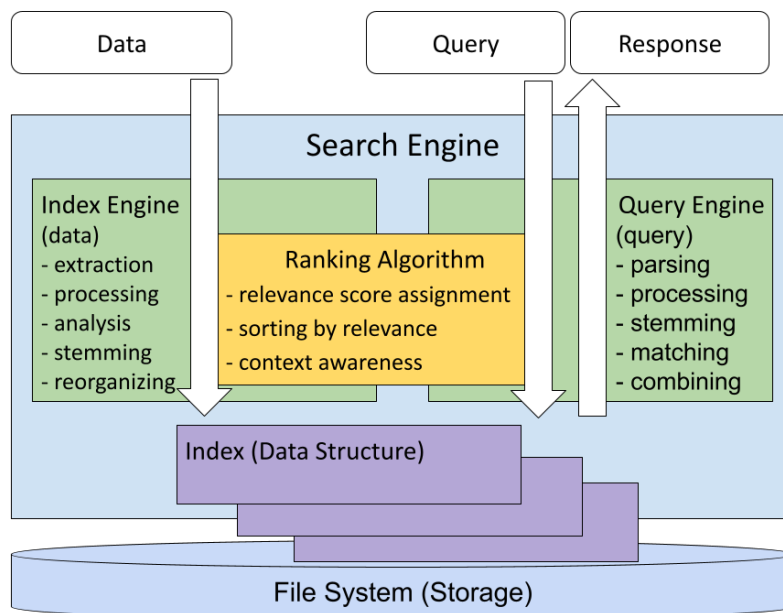 Data
Query
Response
Search Engine
Index Engine
(data)
- extraction
- processing
- analysis
- stemming
- reorganizing
Ranking Algorithm
- relevance score assignment
- sorting by relevance
- context awareness
Query Engine
(query)
- parsing
- processing
- stemming
- matching
- combining
Index (Data Structure)
File System (Storage)